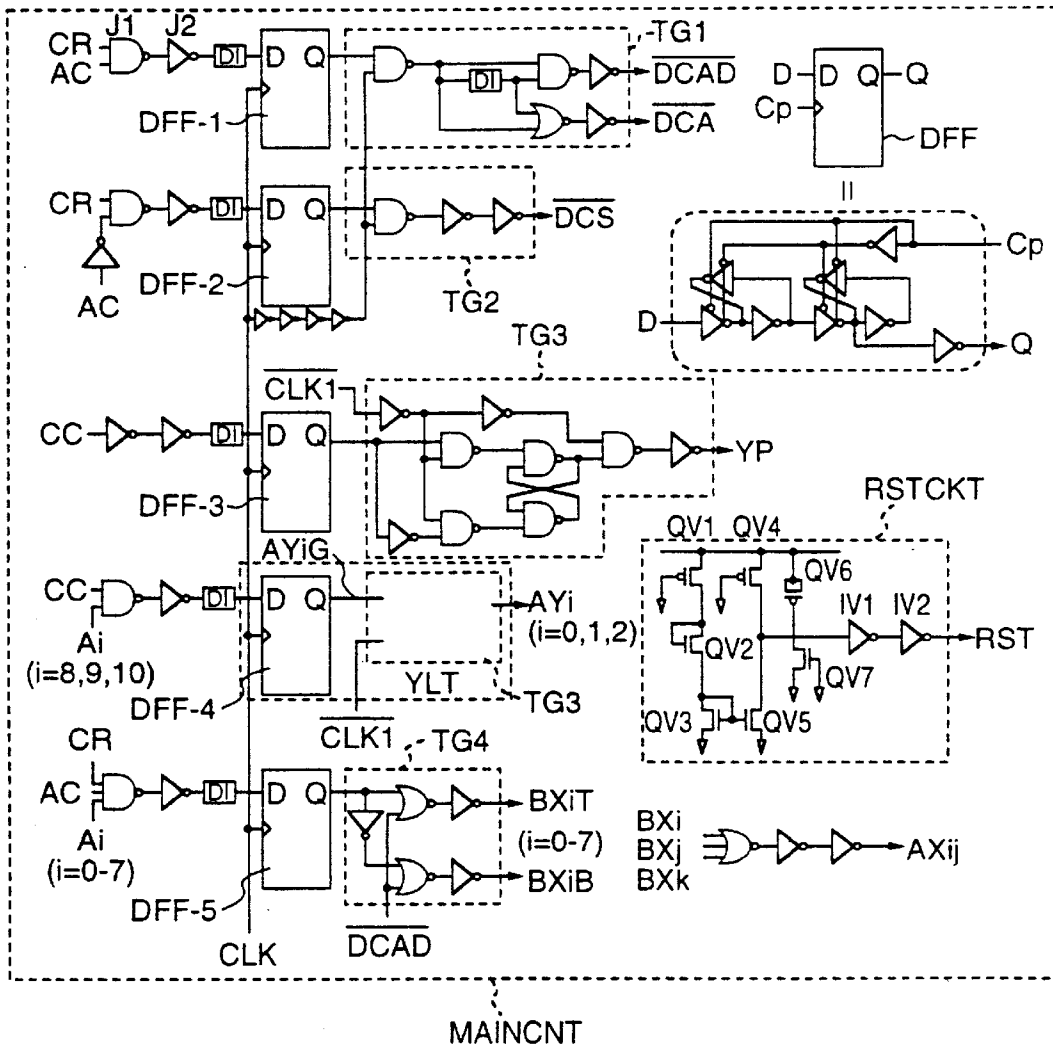 J1 J2
CR
AC
DI
D Q
DFF-1
TG1
DI
DCAD
DCA
D
Cp
D Q
Q
DFF
=
CR
AC
DI
D Q
DFF-2
DCS
TG2
Cp
D
Q
TG3
CLK1
CC
DI
D Q
DFF-3
YP
RSTCKT
QV1 QV4
QV6
IV1 IV2
RST
QV2
QV7
QV3
QV5
AYiG
CC
Ai
(i=8,9,10)
DI
D Q
DFF-4
AYi
(i=0,1,2)
YLT
TG3
CLK1
CR
AC
Ai
(i=0-7)
DI
D Q
DFF-5
TG4
BXiT
(i=0-7)
BXiB
DCAD
CLK
BXi
BXj
BXk
AXij
MAINCNT